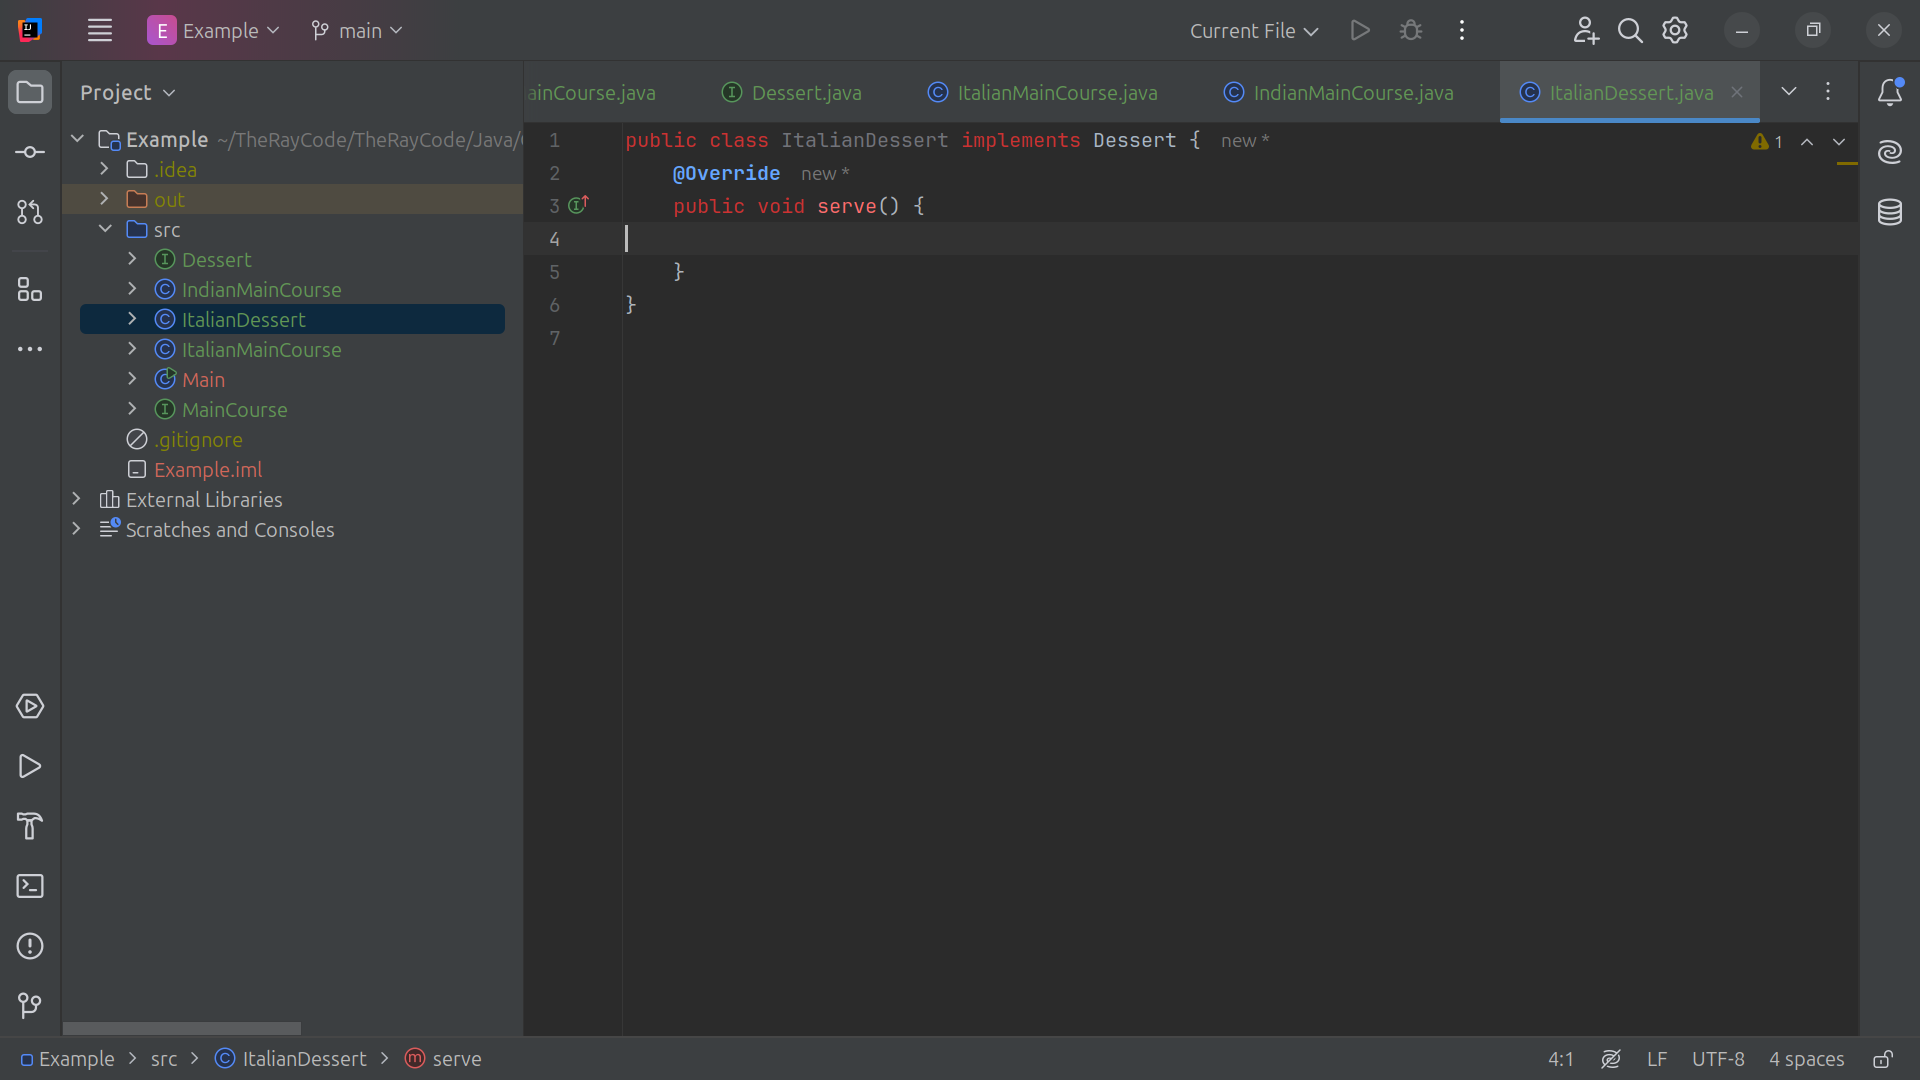 Example
main
Current File
Project
ainCourse.java
Dessert.java
ItalianMainCourse.java
IndianMainCourse.java
ItalianDessert.java
Example ~/TheRayCode/TheRayCode/Java/
.idea
out
src
Dessert
IndianMainCourse
ItalianDessert
ItalianMainCourse
Main
MainCourse
.gitignore
Example.iml
External Libraries
Scratches and Consoles
1 public class ItalianDessert implements Dessert { new *
2 @Override new *
3 public void serve() {
4
5 }
6 }
7
1
Example > src > ItalianDessert > serve
4:1 LF UTF-8 4 spaces